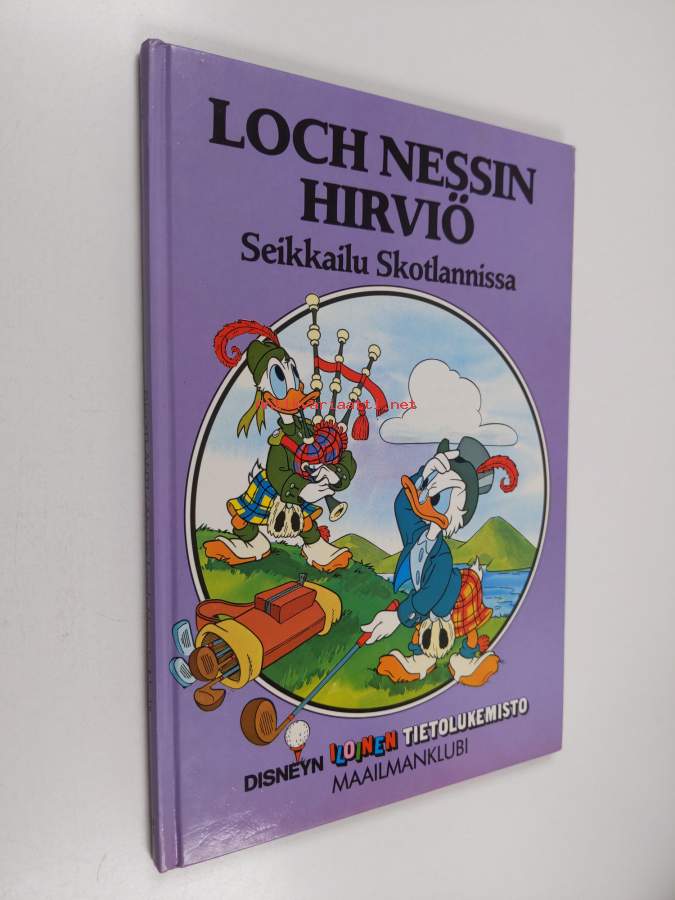 LOCH NESSIN
HIRVIÖ
Seikkailu Skotlannissa
DISNEYN ILOINEN TIETOLUKEMISTO
MAAILMANKLUBI